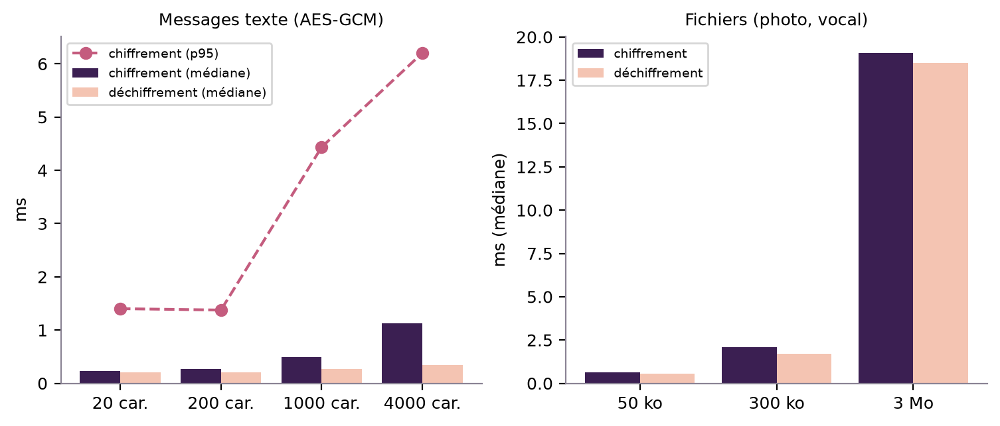 Messages texte (AES-GCM)
chiffrement (p95)
chiffrement (médiane)
déchiffrement (médiane)
ms
6
5
4
3
2
1
0
20 car.
200 car.
1000 car.
4000 car.
Fichiers (photo, vocal)
chiffrement
déchiffrement
ms (médiane)
20.0
17.5
15.0
12.5
10.0
7.5
5.0
2.5
0.0
50 ko
300 ko
3 Mo